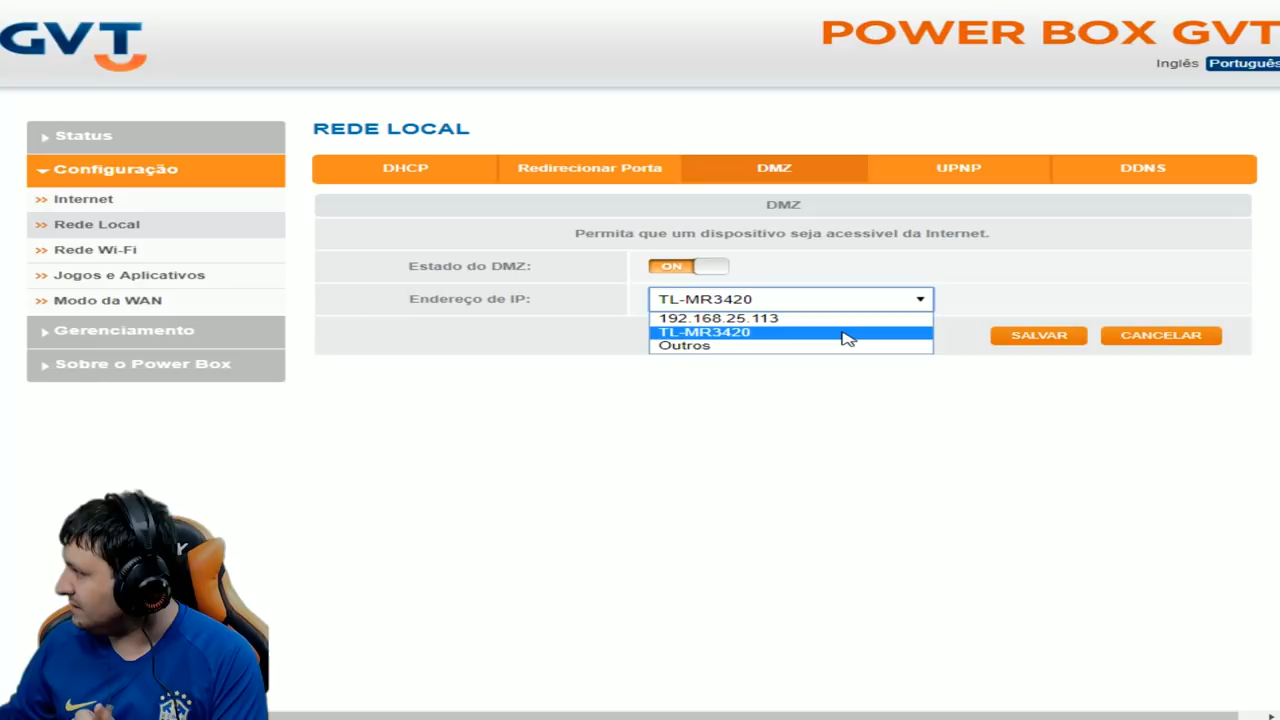 GVT
POWER BOX GVT
Inglês Português
Status
Configuração
Internet
Rede Local
Rede Wi-Fi
Jogos e Aplicativos
Modo da WAN
Gerenciamento
Sobre o Power Box
REDE LOCAL
DHCP Redirecionar Porta DMZ UPNP DDNS
DMZ
Permita que um dispositivo seja acessivel da Internet.
Estado do DMZ: ON
Endereço de IP: TL-MR3420
192.168.25.113
TL-MR3420
Outros
SALVAR CANCELAR